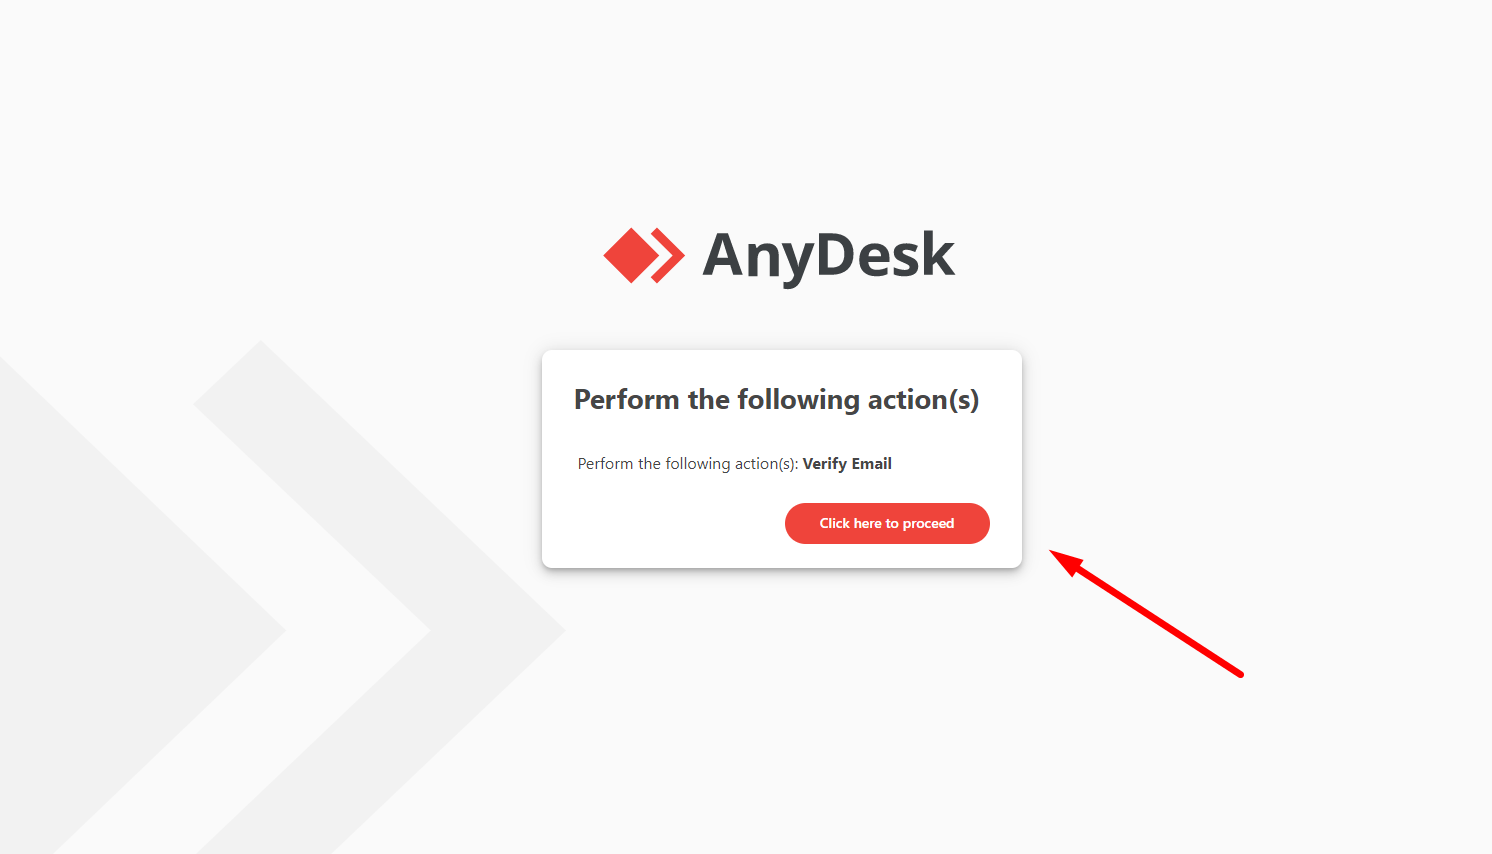 AnyDesk
Perform the following action(s)
Perform the following action(s): Verify Email
Click here to proceed